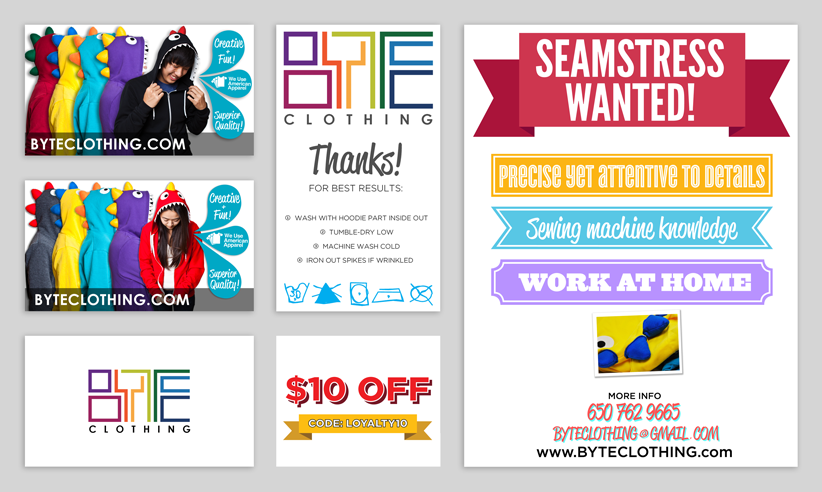 Creative
+
Fun!
We Use
American
Apparel
Superior
Quality!
BYTECLOTHING.COM
Creative
+
Fun!
We Use
American
Apparel
Superior
Quality!
BYTECLOTHING.COM
BYTE
CLOTHING
BYTE
CLOTHING
Thanks!
FOR BEST RESULTS:
WASH WITH HOODIE PART INSIDE OUT
TUMBLE-DRY LOW
MACHINE WASH COLD
IRON OUT SPIKES IF WRINKLED
$10 OFF
CODE: LOYALTY10
SEAMSTRESS
WANTED!
PRECISE YET ATTENTIVE TO DETAILS
Sewing machine knowledge
WORK AT HOME
MORE INFO
650 762 9665
BYTECLOTHING@GMAIL.COM
www.BYTECLOTHING.com